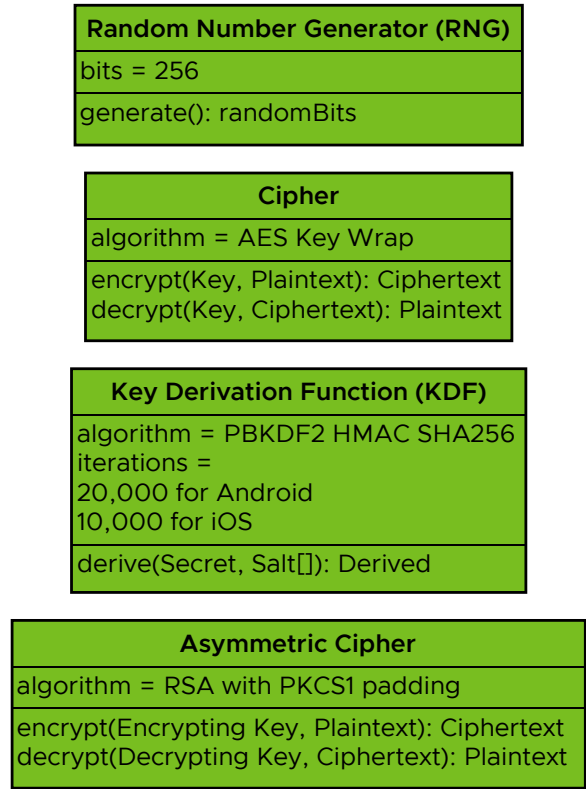 Random Number Generator (RNG)
bits = 256
generate(): randomBits
Cipher
algorithm = AES Key Wrap
encrypt(Key, Plaintext): Ciphertext
decrypt(Key, Ciphertext): Plaintext
Key Derivation Function (KDF)
algorithm = PBKDF2 HMAC SHA256
iterations =
20,000 for Android
10,000 for iOS
derive(Secret, Salt[]): Derived
Asymmetric Cipher
algorithm = RSA with PKCS1 padding
encrypt(Encrypting Key, Plaintext): Ciphertext
decrypt(Decrypting Key, Ciphertext): Plaintext